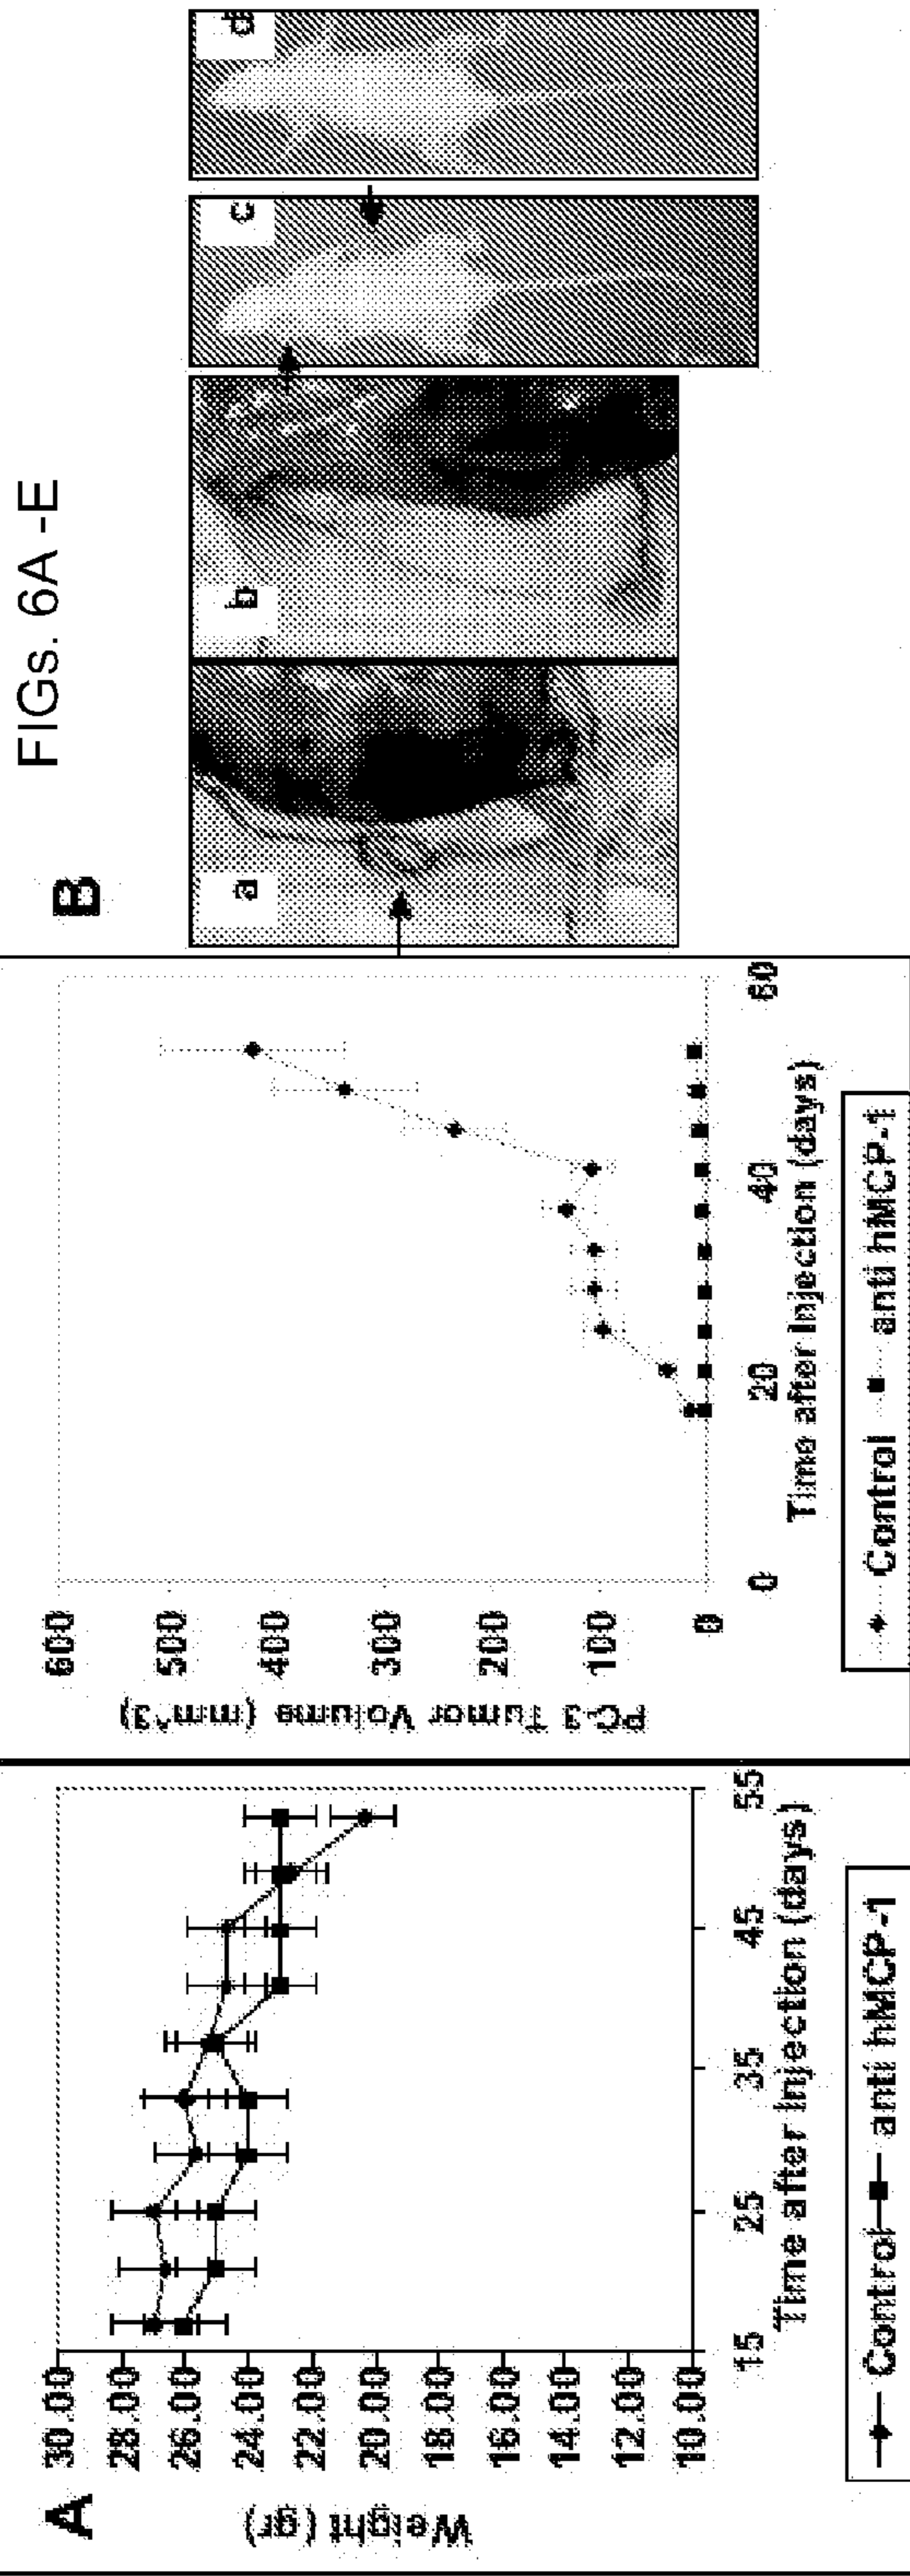 FIGs. 6A -E
A
Weight (gr)
30.00
28.00
26.00
24.00
22.00
20.00
18.00
16.00
14.00
12.00
10.00
15 25 35 45 55
Time after Injection (days)
Control anti hMCP-1
PC-3 Tumor Volume (mm^3)
600
500
400
300
200
100
0
0 20 40 60
Time after Injection (days)
Control anti hMCP-1
B
a
b
c
d